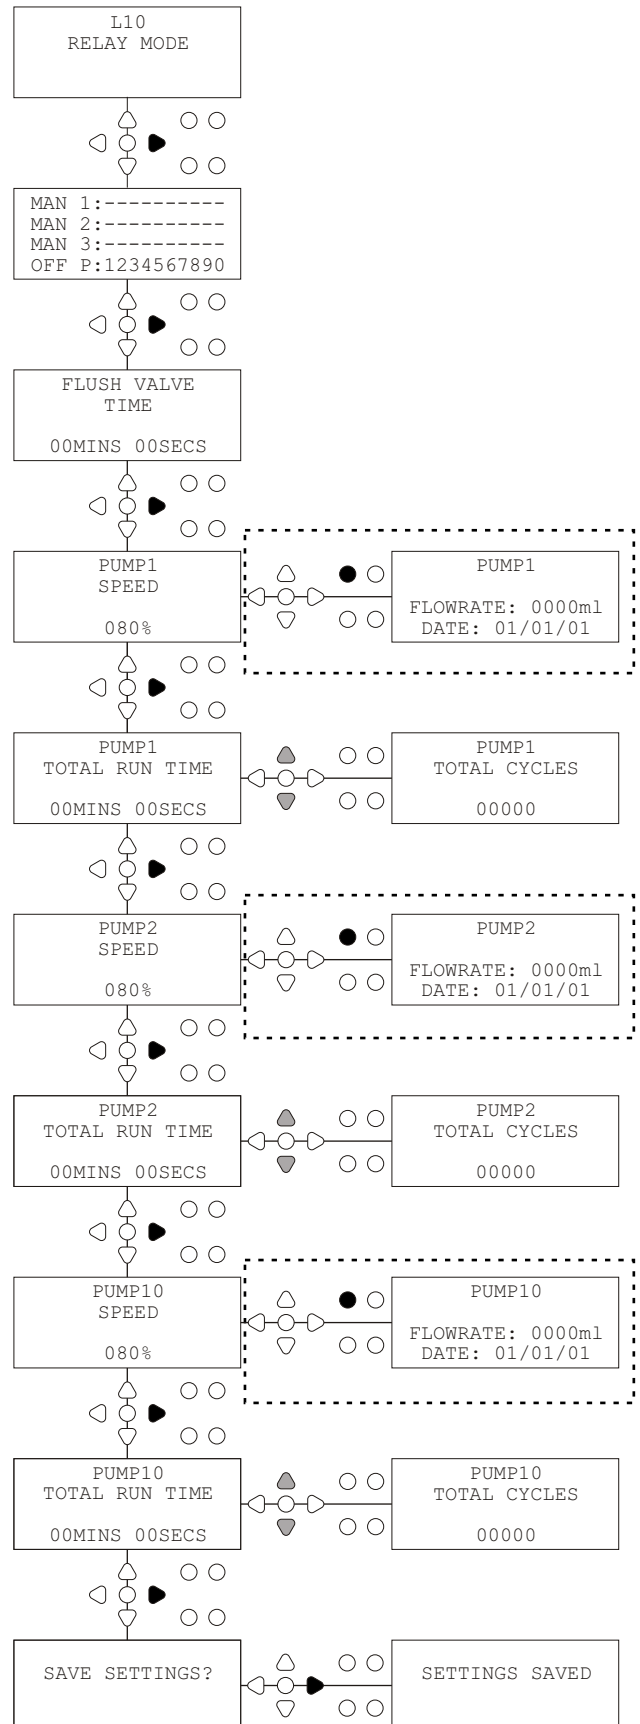 L10
RELAY MODE
MAN 1:----------
MAN 2:----------
MAN 3:----------
OFF P:1234567890
FLUSH VALVE
TIME
00MINS 00SECS
PUMP1
SPEED
080%
PUMP1
FLOWRATE: 0000ml
DATE: 01/01/01
PUMP1
TOTAL RUN TIME
00MINS 00SECS
PUMP1
TOTAL CYCLES
00000
PUMP2
SPEED
080%
PUMP2
FLOWRATE: 0000ml
DATE: 01/01/01
PUMP2
TOTAL RUN TIME
00MINS 00SECS
PUMP2
TOTAL CYCLES
00000
PUMP10
SPEED
080%
PUMP10
FLOWRATE: 0000ml
DATE: 01/01/01
PUMP10
TOTAL RUN TIME
00MINS 00SECS
PUMP10
TOTAL CYCLES
00000
SAVE SETTINGS?
SETTINGS SAVED